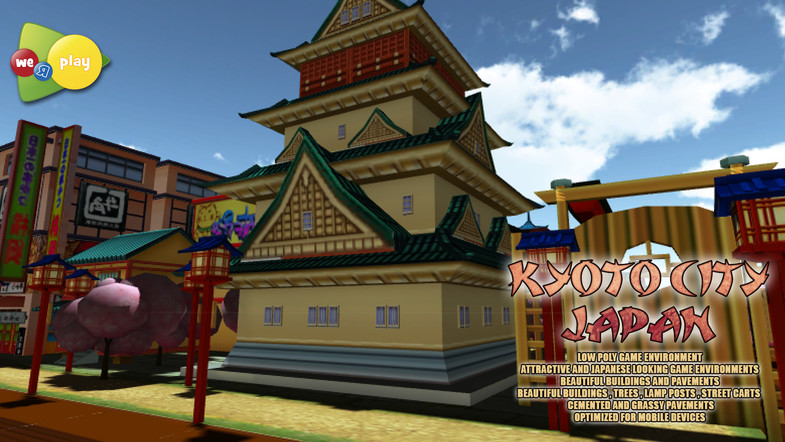 we Я play
KYOTO CITY
JAPAN
LOW POLY GAME ENVIRONMENT
ATTRACTIVE AND JAPANESE LOOKING GAME ENVIRONMENTS
BEAUTIFUL BUILDINGS AND PAVEMENTS
BEAUTIFUL BUILDINGS , TREES , LAMP POSTS , STREET CARTS
CEMENTED AND GRASSY PAVEMENTS
OPTIMIZED FOR MOBILE DEVICES